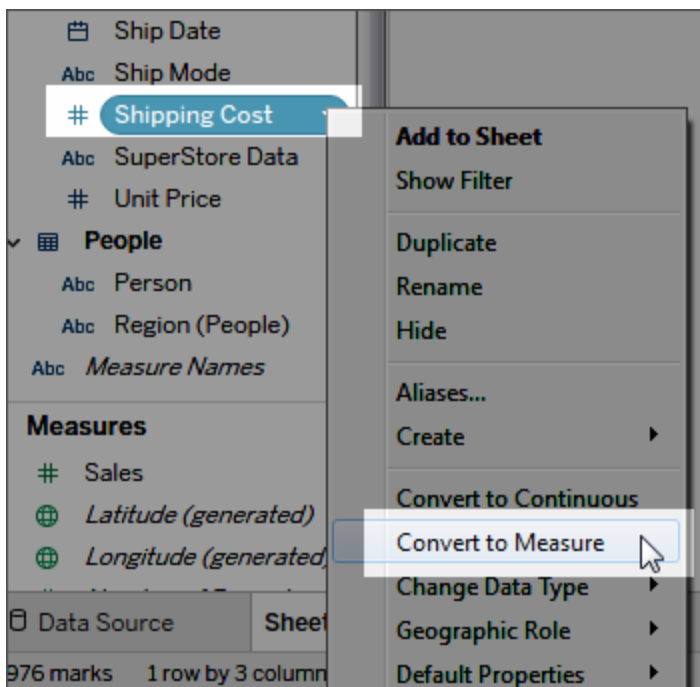 Ship Date
Abc Ship Mode
# Shipping Cost
Abc SuperStore Data
# Unit Price
People
Abc Person
Abc Region (People)
Abc Measure Names
Measures
# Sales
Latitude (generated)
Longitude (generated)
Data Source Sheet
976 marks 1 row by 3 column
Add to Sheet
Show Filter
Duplicate
Rename
Hide
Aliases...
Create
Convert to Continuous
Convert to Measure
Change Data Type
Geographic Role
Default Properties